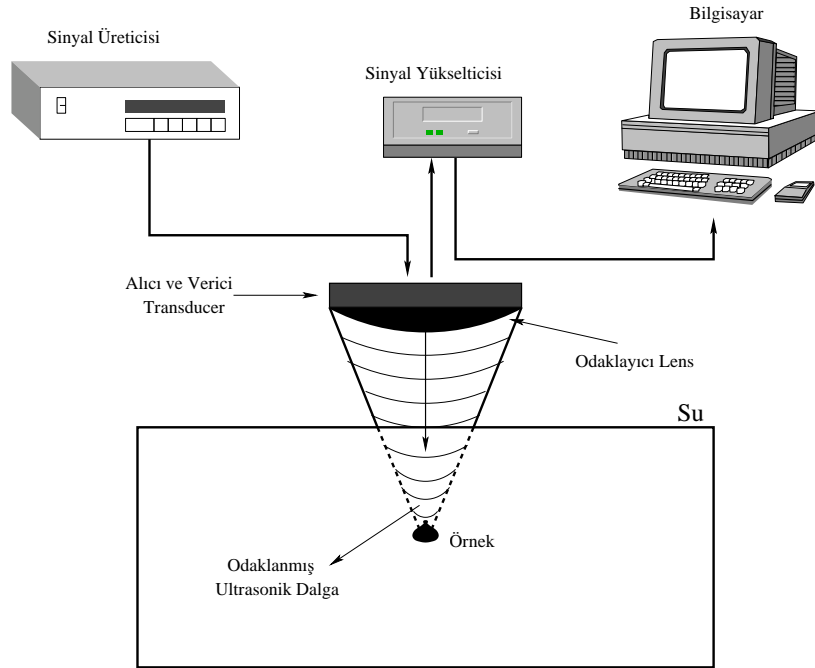 Bilgisayar
Sinyal Üreticisi
Sinyal Yükselticisi
Alıcı ve Verici
Transducer
Odaklayıcı Lens
Su
Örnek
Odaklanmış
Ultrasonik Dalga